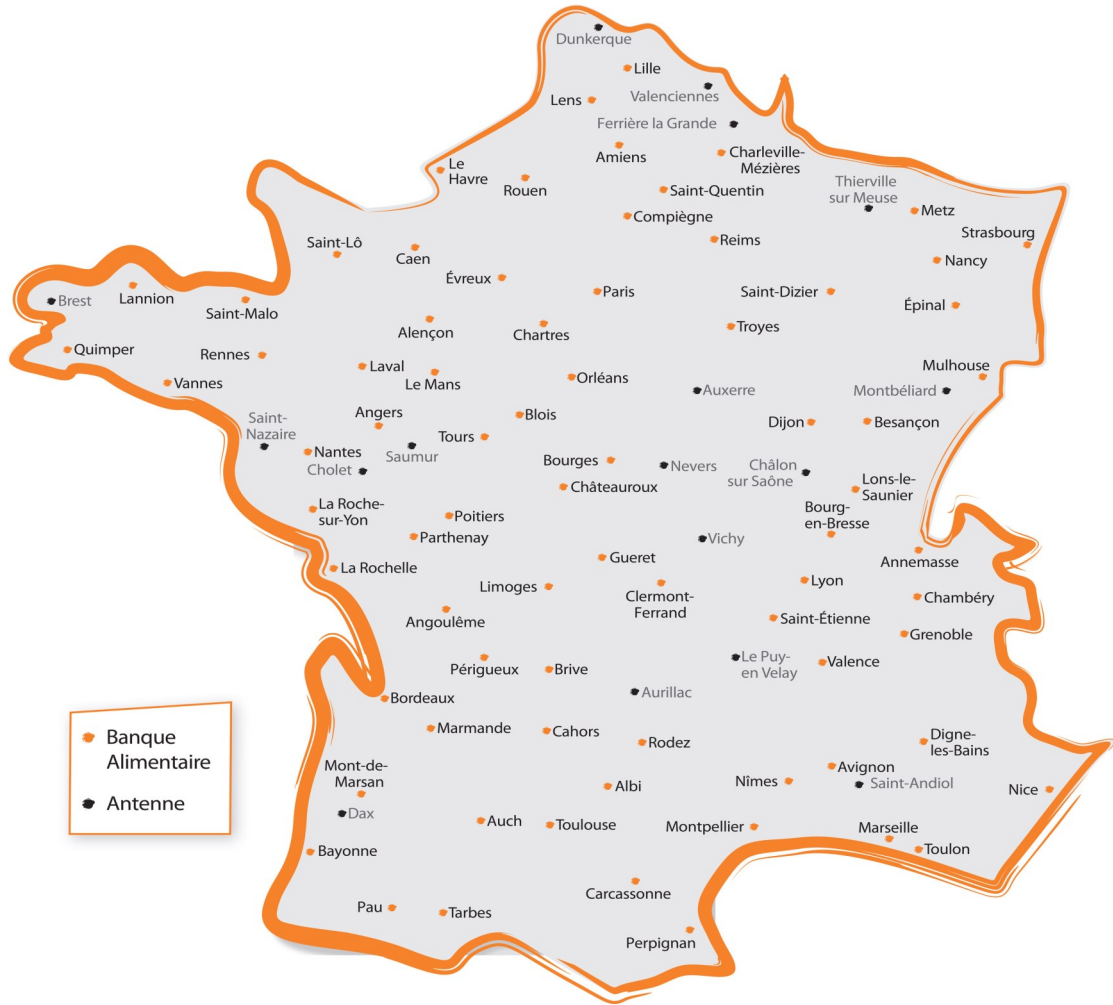 Dunkerque
Lille
Valenciennes
Lens
Ferrière la Grande
Amiens
Charleville-
Mézières
Le
Havre
Rouen
Saint-Quentin
Thierville
sur Meuse
Compiègne
Metz
Reims
Strasbourg
Saint-Lô
Caen
Nancy
Évreux
Paris
Saint-Dizier
Épinal
Brest
Lannion
Saint-Malo
Alençon
Chartres
Troyes
Quimper
Rennes
Laval
Le Mans
Orléans
Mulhouse
Vannes
Auxerre
Montbéliard
Saint-
Nazaire
Angers
Blois
Dijon
Besançon
Tours
Nantes
Saumur
Cholet
Bourges
Nevers
Châlon
sur Saône
Châteauroux
Lons-le-
Saunier
La Roche-
sur-Yon
Poitiers
Bourg-
en-Bresse
Parthenay
Vichy
Annemasse
La Rochelle
Gueret
Limoges
Clermont-
Ferrand
Lyon
Chambéry
Angoulême
Saint-Étienne
Grenoble
Périgueux
Brive
Le Puy-
en Velay
Valence
Bordeaux
Aurillac
Marmande
Cahors
Rodez
Digne-
les-Bains
Banque
Alimentaire
Antenne
Mont-de-
Marsan
Albi
Nîmes
Avignon
Saint-Andiol
Nice
Dax
Auch
Toulouse
Montpellier
Marseille
Toulon
Bayonne
Carcassonne
Pau
Tarbes
Perpignan